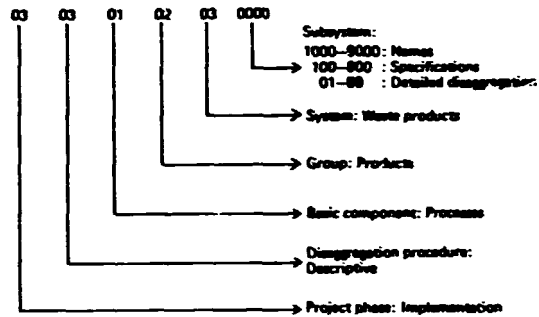 03 03 01 02 03 0000
Subsystem:
1000–9000: Names
100–900 : Specifications
01–99 : Detailed disaggregation
System: Waste products
Group: Products
Basic component: Processes
Disaggregation procedure:
Descriptive
Project phase: Implementation